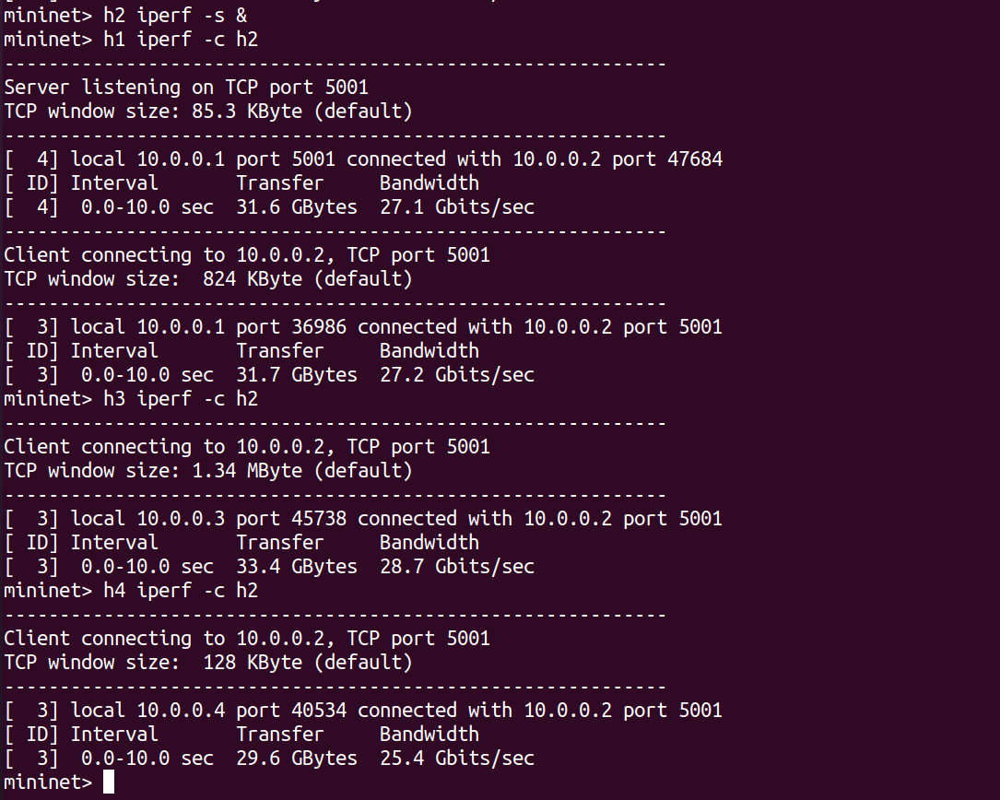 mininet> h2 iperf -s &
mininet> h1 iperf -c h2
------------------------------------------------------------
Server listening on TCP port 5001
TCP window size: 85.3 KByte (default)
------------------------------------------------------------
[  4] local 10.0.0.1 port 5001 connected with 10.0.0.2 port 47684
[ ID] Interval       Transfer     Bandwidth
[  4]  0.0-10.0 sec  31.6 GBytes  27.1 Gbits/sec
------------------------------------------------------------
Client connecting to 10.0.0.2, TCP port 5001
TCP window size:  824 KByte (default)
------------------------------------------------------------
[  3] local 10.0.0.1 port 36986 connected with 10.0.0.2 port 5001
[ ID] Interval       Transfer     Bandwidth
[  3]  0.0-10.0 sec  31.7 GBytes  27.2 Gbits/sec
mininet> h3 iperf -c h2
------------------------------------------------------------
Client connecting to 10.0.0.2, TCP port 5001
TCP window size: 1.34 MByte (default)
------------------------------------------------------------
[  3] local 10.0.0.3 port 45738 connected with 10.0.0.2 port 5001
[ ID] Interval       Transfer     Bandwidth
[  3]  0.0-10.0 sec  33.4 GBytes  28.7 Gbits/sec
mininet> h4 iperf -c h2
------------------------------------------------------------
Client connecting to 10.0.0.2, TCP port 5001
TCP window size:  128 KByte (default)
------------------------------------------------------------
[  3] local 10.0.0.4 port 40534 connected with 10.0.0.2 port 5001
[ ID] Interval       Transfer     Bandwidth
[  3]  0.0-10.0 sec  29.6 GBytes  25.4 Gbits/sec
mininet>